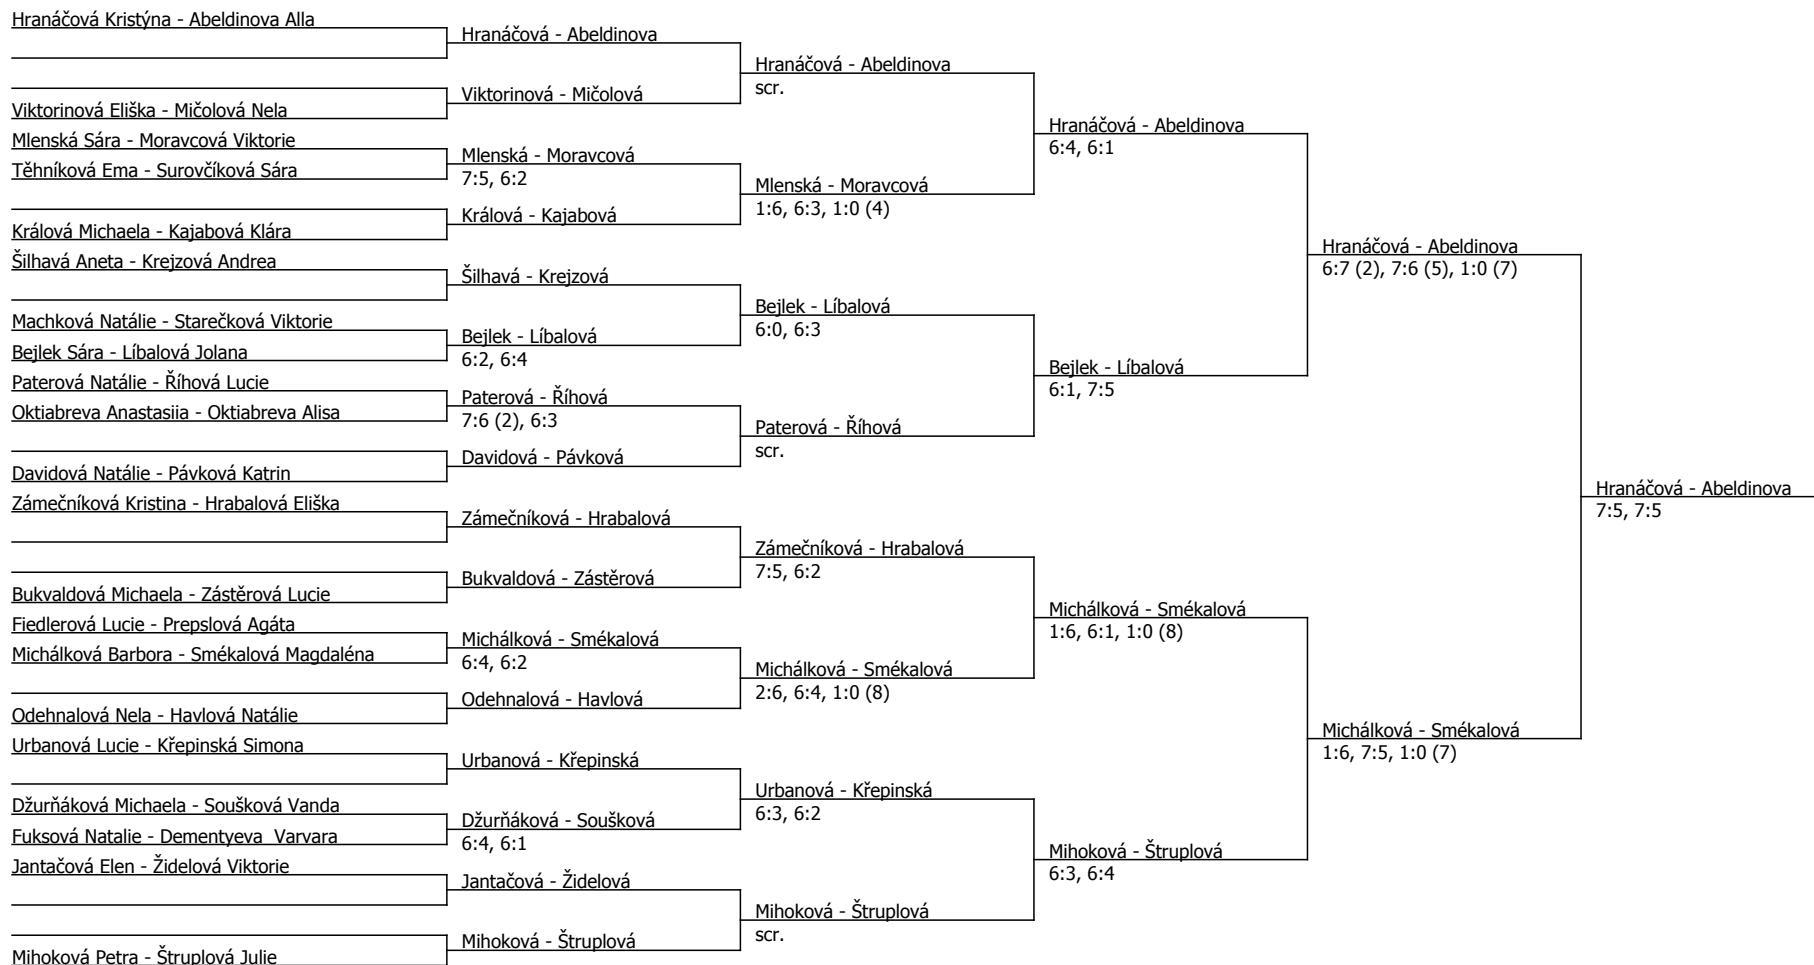 Hranáčová Kristýna - Abeldinova Alla
Viktorinová Eliška - Mičolová Nela
Mlenská Sára - Moravcová Viktorie
Těhníková Ema - Surovčíková Sára
Králová Michaela - Kajabová Klára
Šilhavá Aneta - Krejzová Andrea
Machková Natálie - Starečková Viktorie
Bejlek Sára - Líbalová Jolana
Paterová Natálie - Říhová Lucie
Oktiabreva Anastasiia - Oktiabreva Alisa
Davidová Natálie - Pávková Katrin
Zámečníková Kristina - Hrabalová Eliška
Bukvaldová Michaela - Zástěrová Lucie
Fiedlerová Lucie - Prepslová Agáta
Michálková Barbora - Smékalová Magdaléna
Odehnalová Nela - Havlová Natálie
Urbanová Lucie - Křepinská Simona
Džurňáková Michaela - Soušková Vanda
Fuksová Natalie - Dementyeva  Varvara
Jantačová Elen - Židelová Viktorie
Mihoková Petra - Štruplová Julie
Hranáčová - Abeldinova
Viktorinová - Mičolová
Mlenská - Moravcová
7:5, 6:2
Králová - Kajabová
Šilhavá - Krejzová
Bejlek - Líbalová
6:2, 6:4
Paterová - Říhová
7:6 (2), 6:3
Davidová - Pávková
Zámečníková - Hrabalová
Bukvaldová - Zástěrová
Michálková - Smékalová
6:4, 6:2
Odehnalová - Havlová
Urbanová - Křepinská
Džurňáková - Soušková
6:4, 6:1
Jantačová - Židelová
Mihoková - Štruplová
Hranáčová - Abeldinova
scr.
Mlenská - Moravcová
1:6, 6:3, 1:0 (4)
Bejlek - Líbalová
6:0, 6:3
Paterová - Říhová
scr.
Zámečníková - Hrabalová
7:5, 6:2
Michálková - Smékalová
2:6, 6:4, 1:0 (8)
Urbanová - Křepinská
6:3, 6:2
Mihoková - Štruplová
scr.
Hranáčová - Abeldinova
6:4, 6:1
Bejlek - Líbalová
6:1, 7:5
Michálková - Smékalová
1:6, 6:1, 1:0 (8)
Mihoková - Štruplová
6:3, 6:4
Hranáčová - Abeldinova
6:7 (2), 7:6 (5), 1:0 (7)
Michálková - Smékalová
1:6, 7:5, 1:0 (7)
Hranáčová - Abeldinova
7:5, 7:5